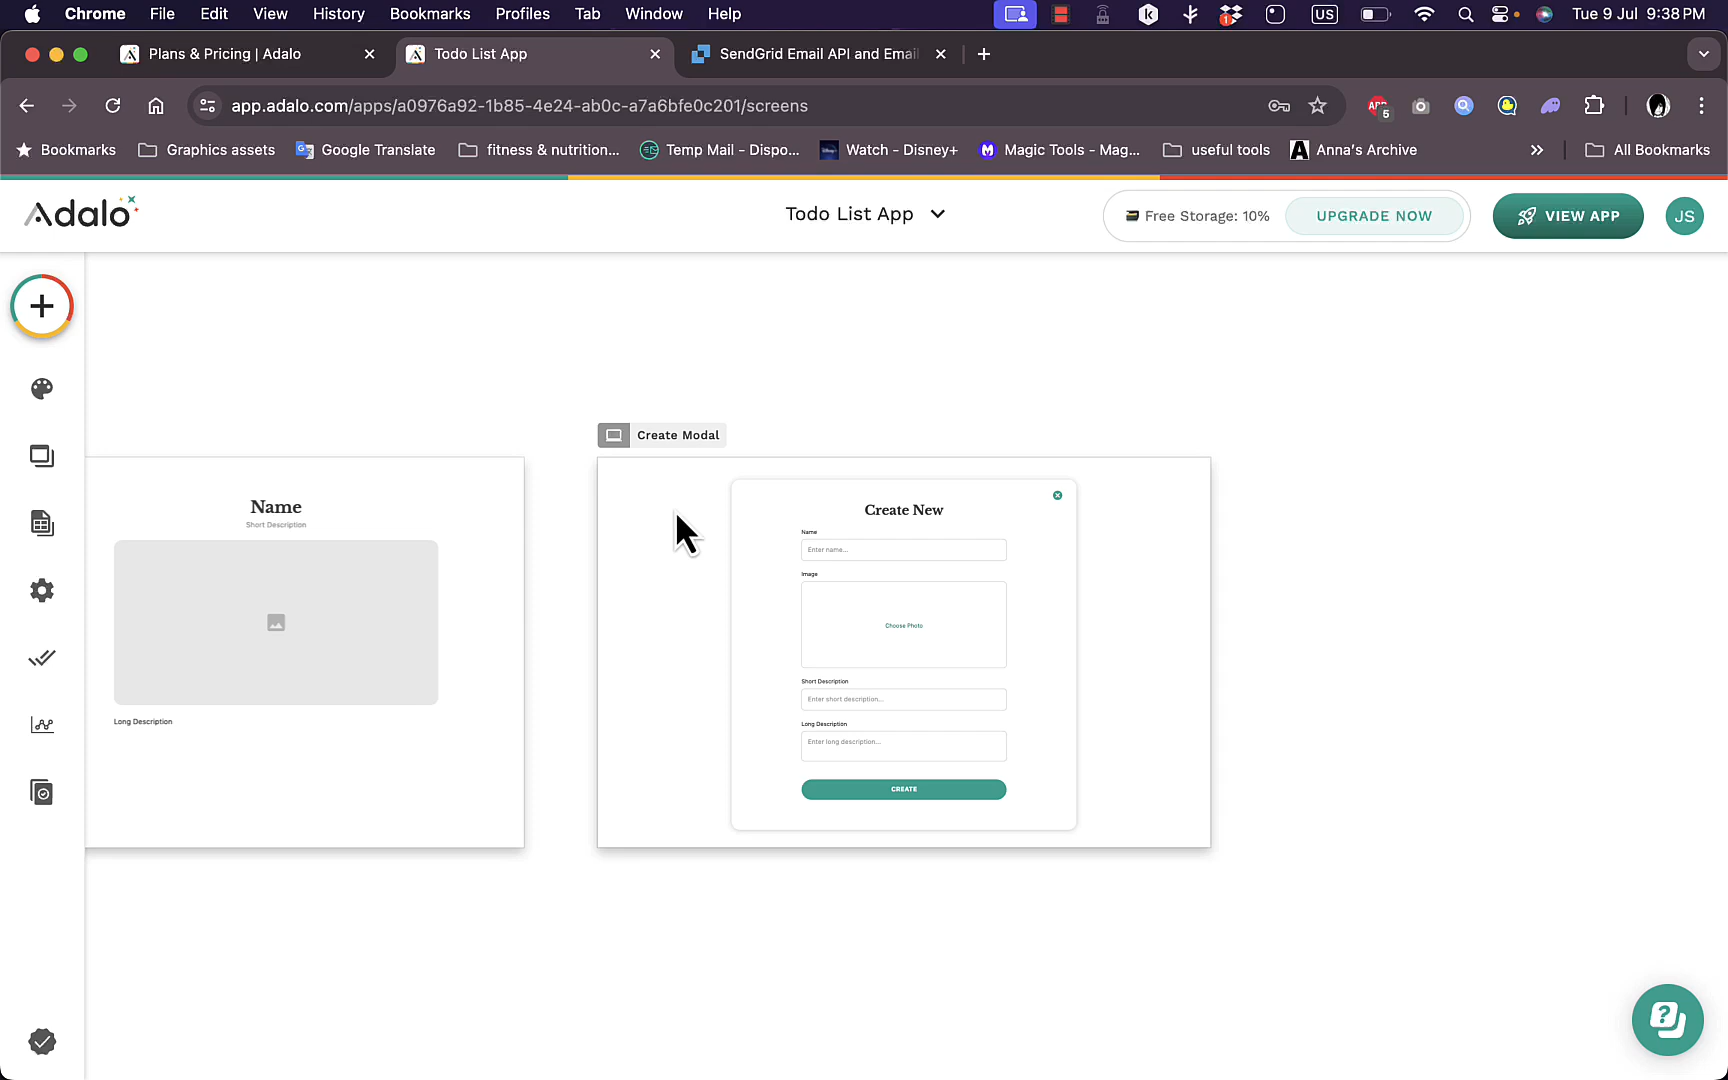 Chrome File Edit View History Bookmarks Profiles Tab Window Help
1 US Tue 9 Jul 9:38 PM
Plans & Pricing | Adalo
Todo List App
SendGrid Email API and Emai
app.adalo.com/apps/a0976a92-1b85-4e24-ab0c-a7a6bfe0c201/screens
ABP 5
Bookmarks Graphics assets Google Translate fitness & nutrition... Temp Mail - Dispo... Watch - Disney+ Magic Tools - Mag... useful tools Anna's Archive All Bookmarks
Adalo
Todo List App
Free Storage: 10%
UPGRADE NOW
VIEW APP
JS
Create Modal
Name
Short Description
Long Description
Create New
Name
Enter name...
Image
Choose Photo
Short Description
Enter short description...
Long Description
Enter long description...
CREATE